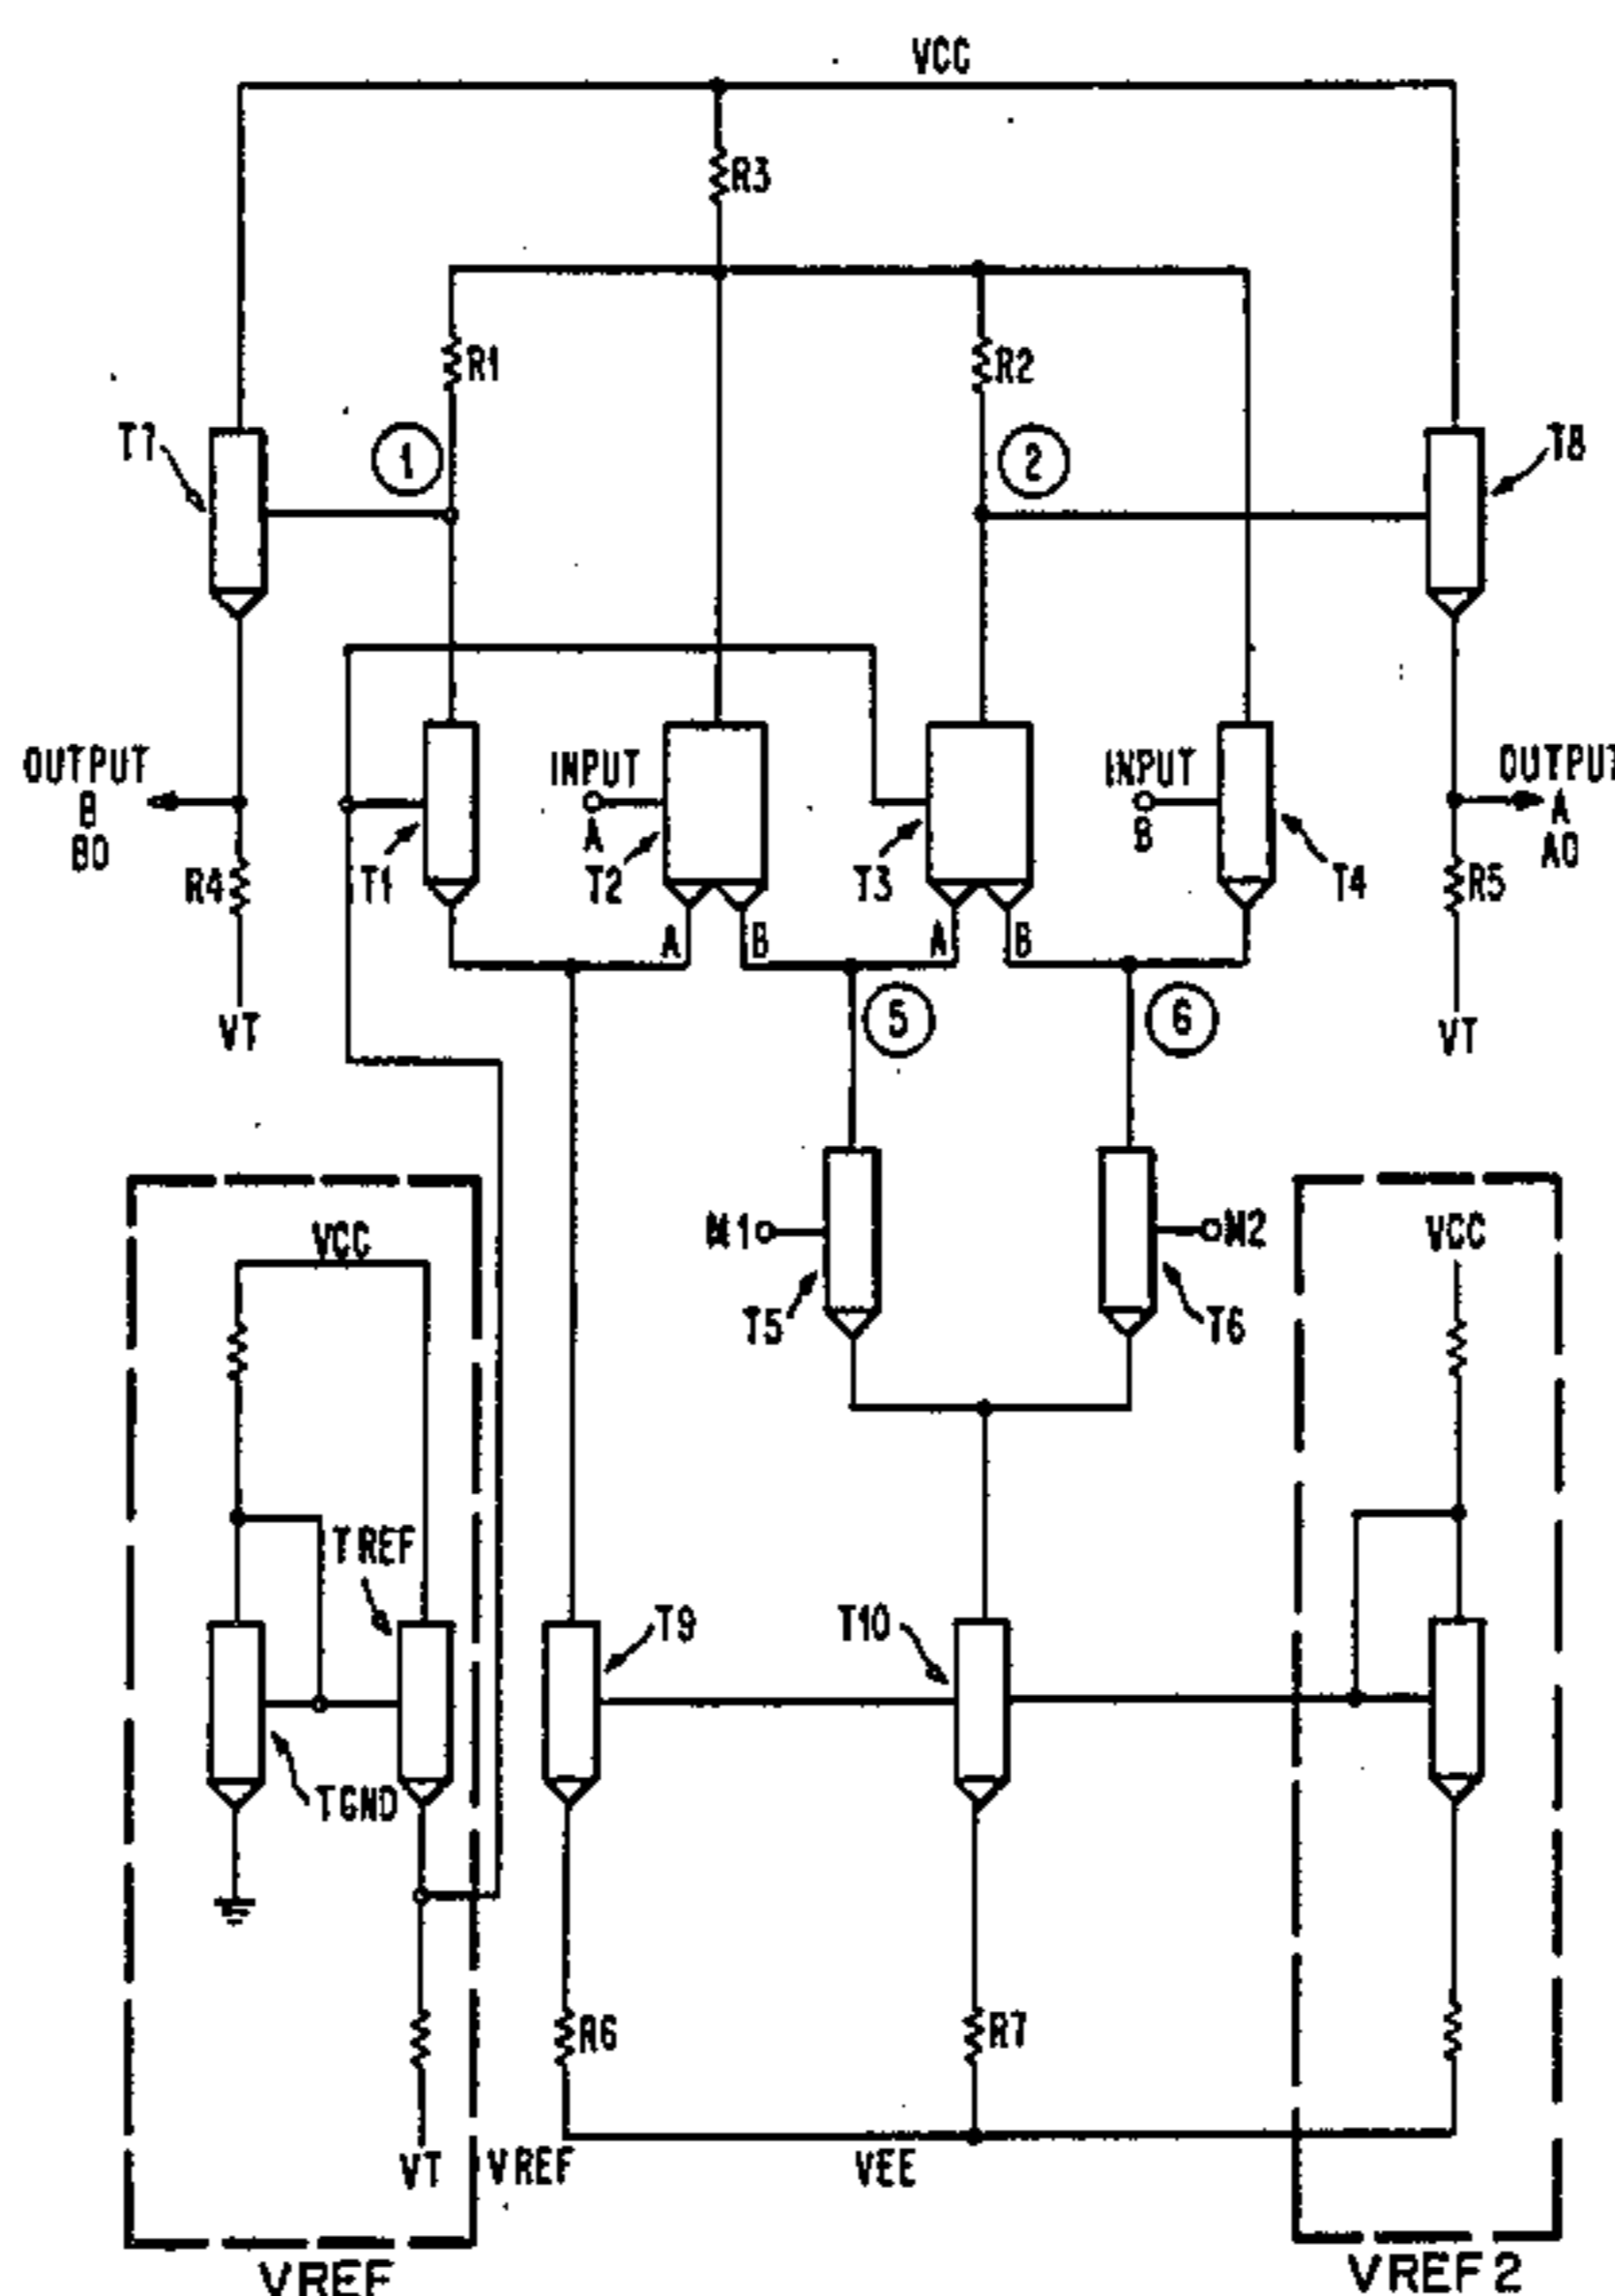 VCC
R3
R1
R2
T7
1
2
T8
OUTPUT
B
BO
INPUT
A
INPUT
B
OUTPUT
A
AO
R4
T1
T2
T3
T4
R5
A
B
A
B
VT
5
6
VT
VCC
M1
M2
VCC
T5
T6
TREF
T9
T10
TGND
R6
R7
VT
VREF
VEE
VREF
VREF2